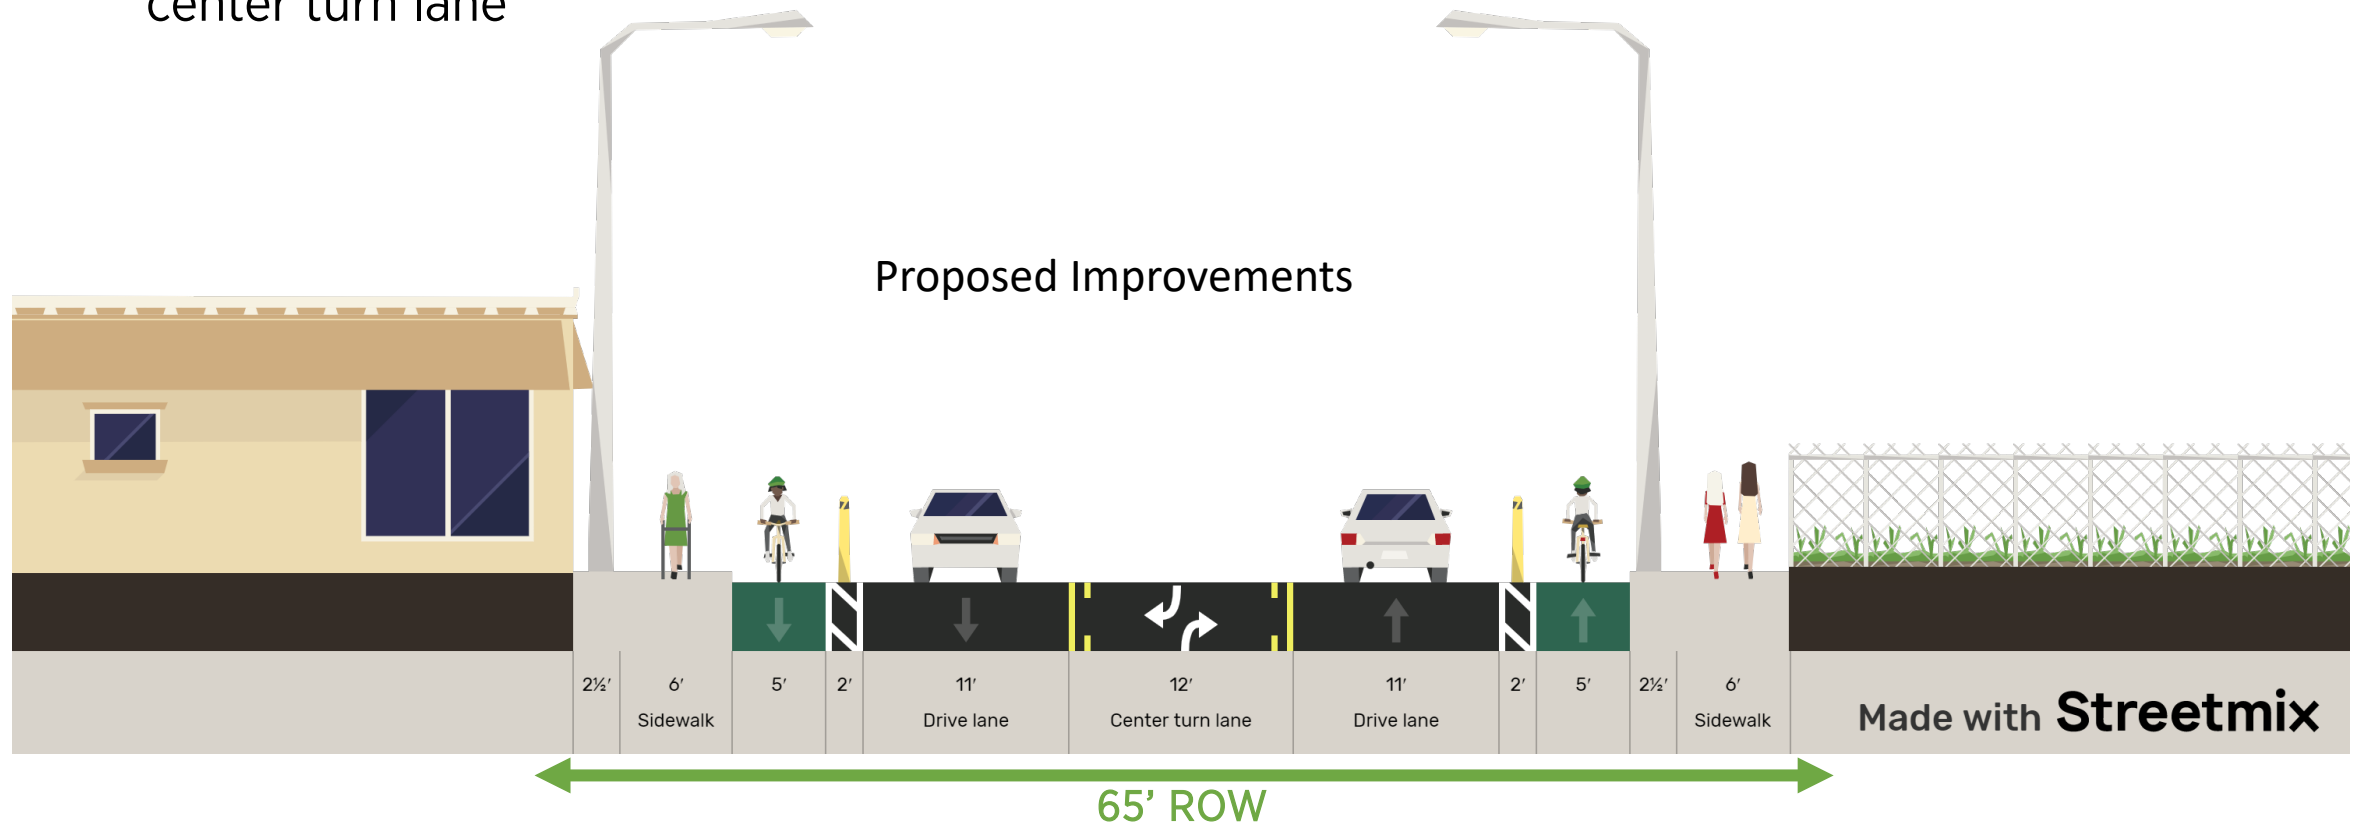 center turn lane
Proposed Improvements
2½′ 6′ 5′ 2′ 11′ 12′ 11′ 2′ 5′ 2½′ 6′
Sidewalk Drive lane Center turn lane Drive lane Sidewalk
Made with Streetmix
65’ ROW